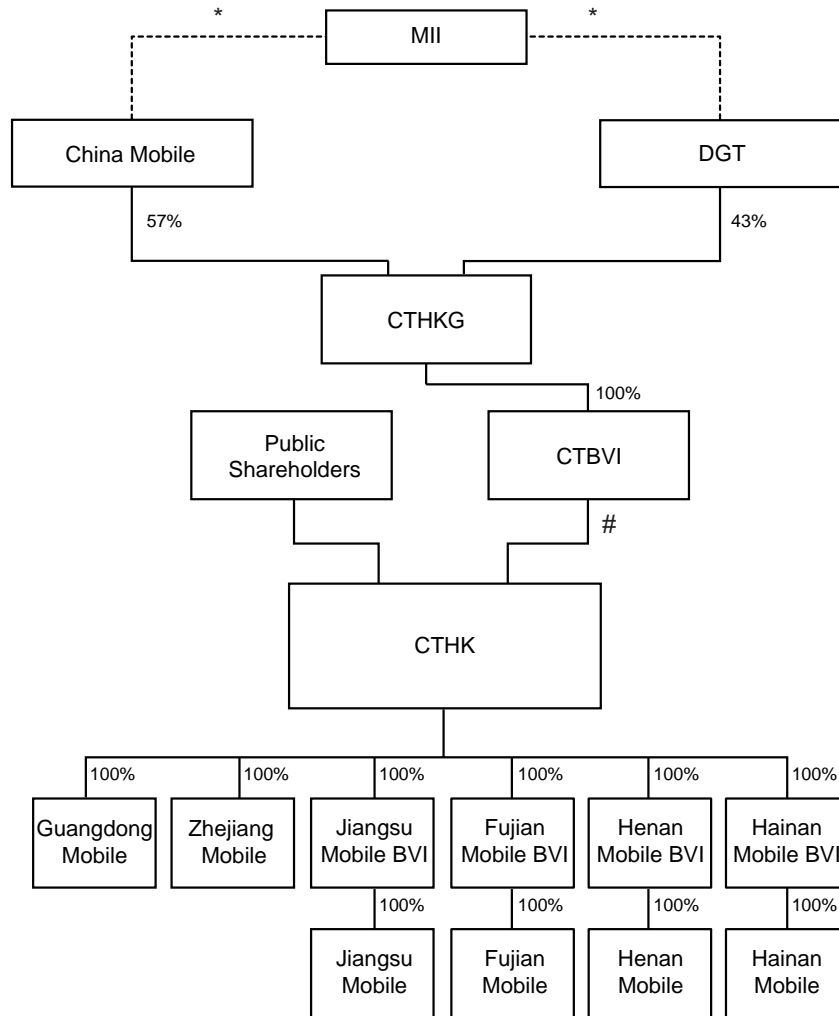 *
MII
*
China Mobile
DGT
57%
43%
CTHKG
100%
Public
Shareholders
CTBVI
#
CTHK
100%
100%
100%
100%
100%
100%
Guangdong
Mobile
Zhejiang
Mobile
Jiangsu
Mobile BVI
Fujian
Mobile BVI
Henan
Mobile BVI
Hainan
Mobile BVI
100%
100%
100%
100%
Jiangsu
Mobile
Fujian
Mobile
Henan
Mobile
Hainan
Mobile